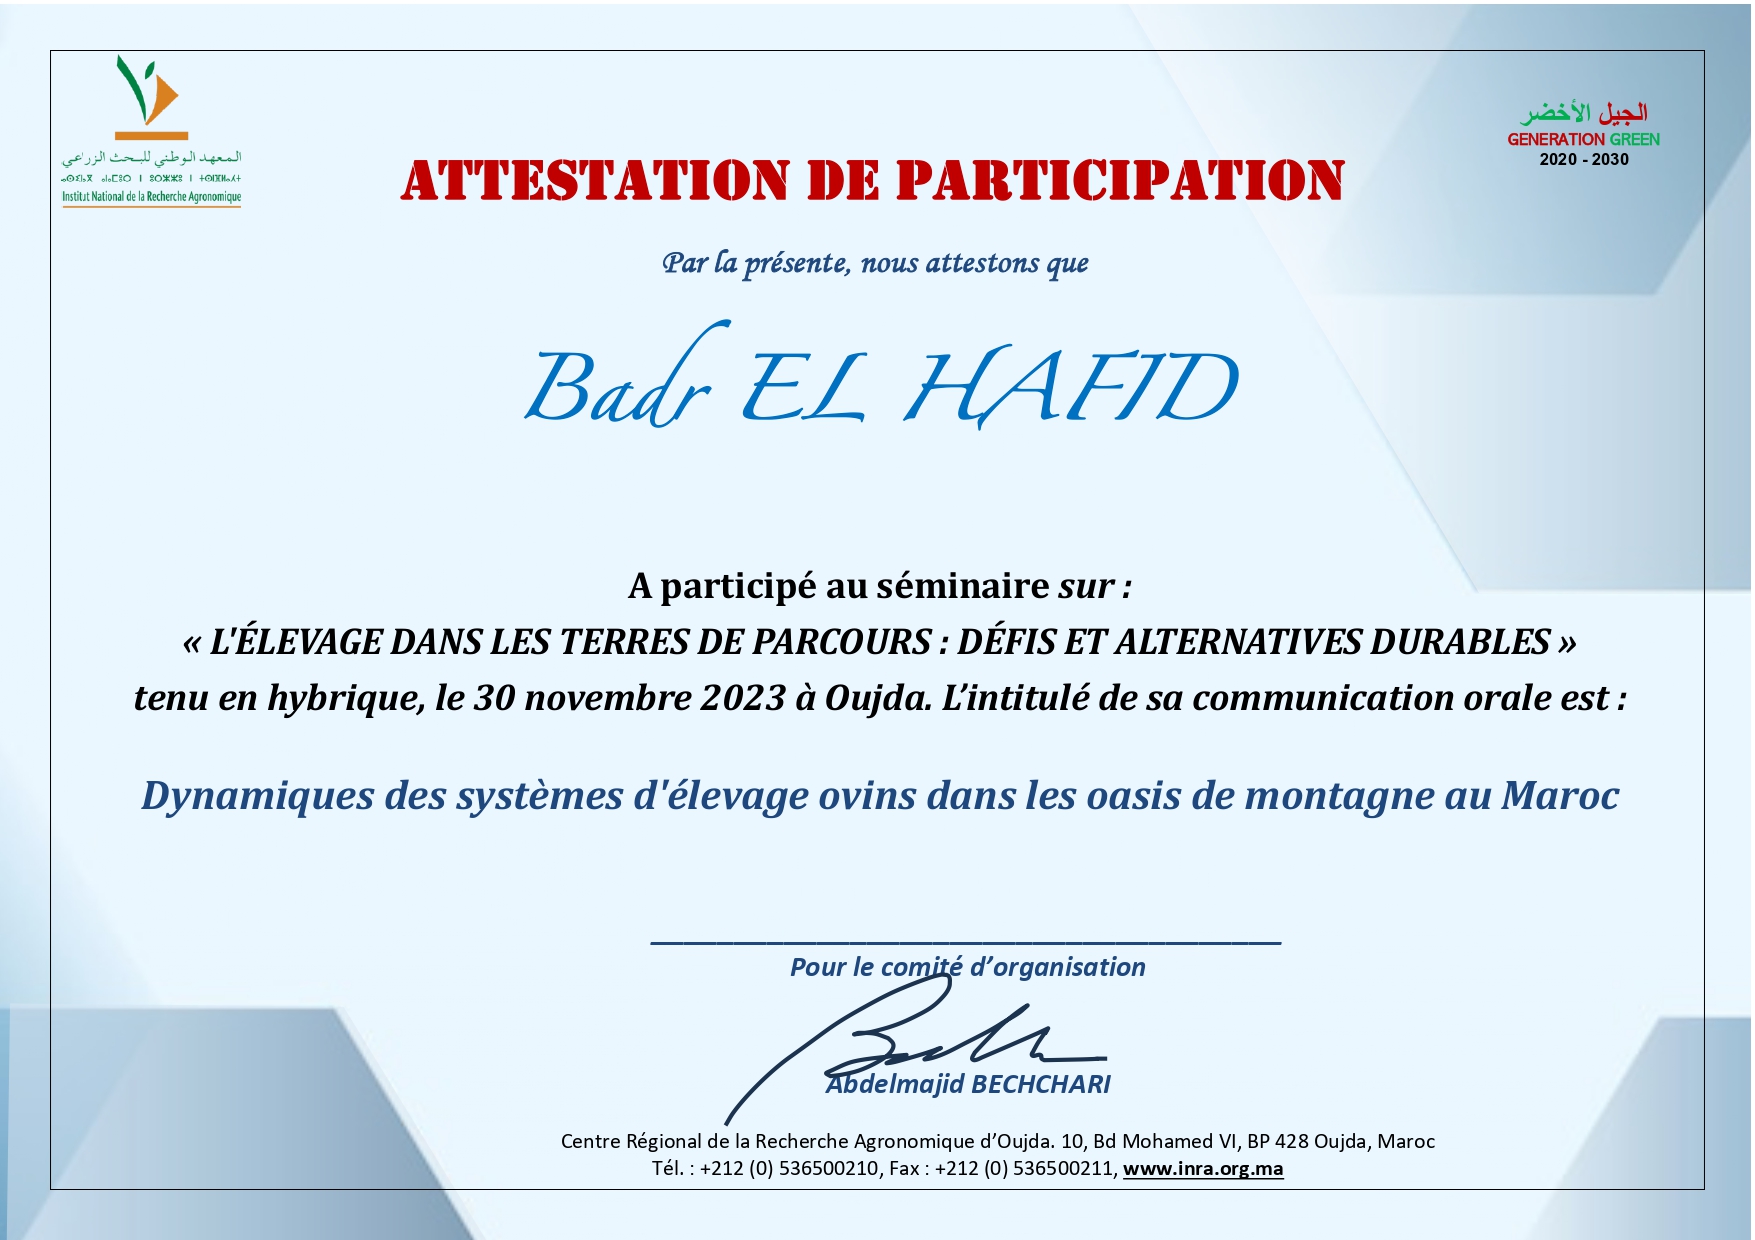 المعهد الوطني للبحث الزراعي
Institut National de la Recherche Agronomique
الجيل الأخضر
GENERATION GREEN
2020 - 2030
ATTESTATION DE PARTICIPATION
Par la présente, nous attestons que
Badr EL HAFID
A participé au séminaire sur :
« L'ÉLEVAGE DANS LES TERRES DE PARCOURS : DÉFIS ET ALTERNATIVES DURABLES »
tenu en hybrique, le 30 novembre 2023 à Oujda. L’intitulé de sa communication orale est :
Dynamiques des systèmes d'élevage ovins dans les oasis de montagne au Maroc
Pour le comité d’organisation
Abdelmajid BECHCHARI
Centre Régional de la Recherche Agronomique d’Oujda. 10, Bd Mohamed VI, BP 428 Oujda, Maroc
Tél. : +212 (0) 536500210, Fax : +212 (0) 536500211, www.inra.org.ma